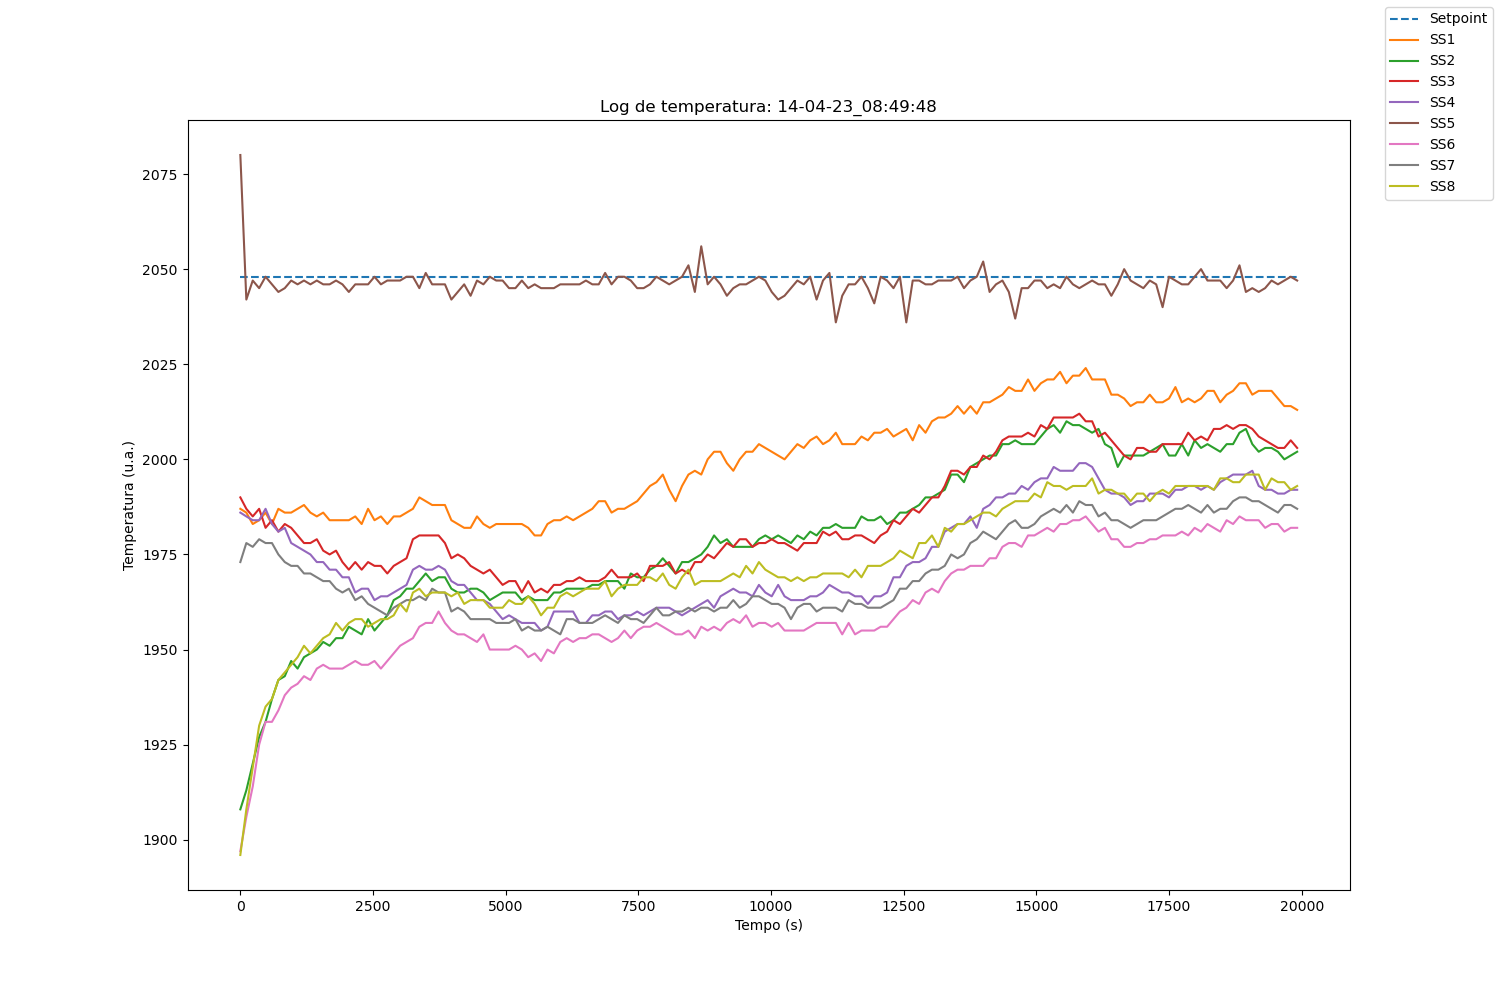 Setpoint
SS1
SS2
SS3
SS4
SS5
SS6
SS7
SS8
Log de temperatura: 14-04-23_08:49:48
2075
2050
2025
2000
1975
1950
1925
1900
Temperatura (u.a.)
0 2500 5000 7500 10000 12500 15000 17500 20000
Tempo (s)